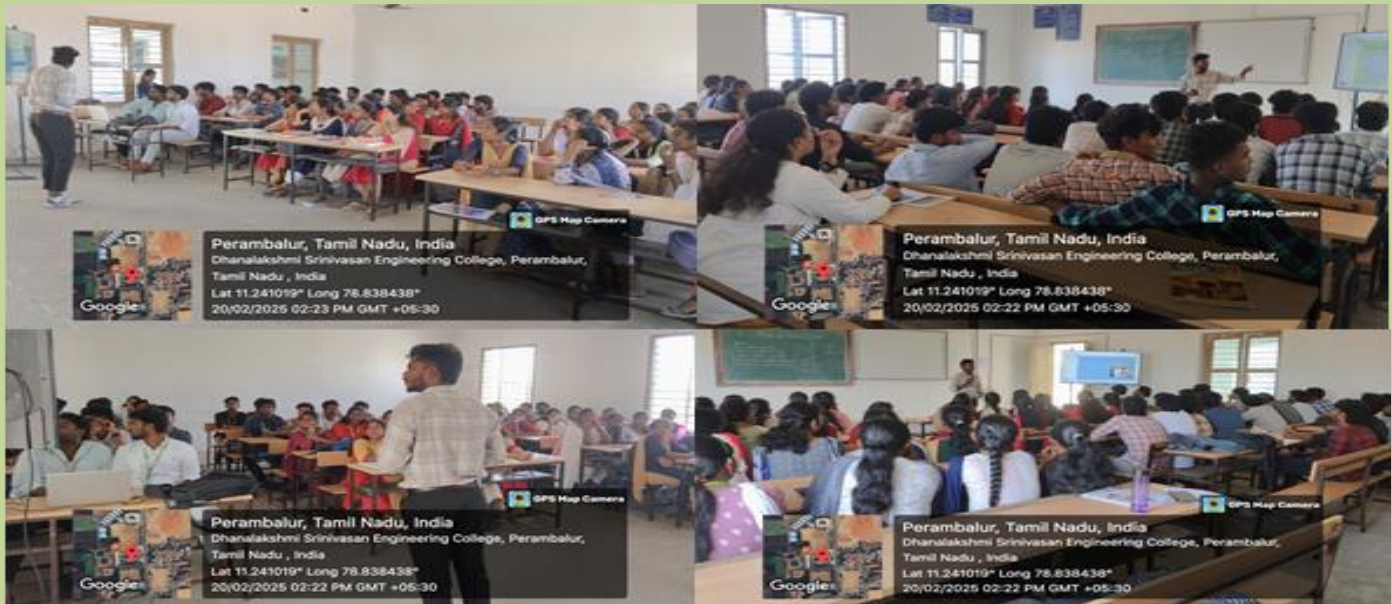 GPS Map Camera
Perambalur, Tamil Nadu, India
Dhanalakshmi Srinivasan Engineering College, Perambalur,
Tamil Nadu , India
Lat 11.241019° Long 78.838438°
20/02/2025 02:23 PM GMT +05:30
Google
GPS Map Camera
Perambalur, Tamil Nadu, India
Dhanalakshmi Srinivasan Engineering College, Perambalur,
Tamil Nadu , India
Lat 11.241019° Long 78.838438°
20/02/2025 02:22 PM GMT +05:30
Google
GPS Map Camera
Perambalur, Tamil Nadu, India
Dhanalakshmi Srinivasan Engineering College, Perambalur,
Tamil Nadu , India
Lat 11.241019° Long 78.838438°
20/02/2025 02:22 PM GMT +05:30
Google
GPS Map Camera
Perambalur, Tamil Nadu, India
Dhanalakshmi Srinivasan Engineering College, Perambalur,
Tamil Nadu , India
Lat 11.241019° Long 78.838438°
20/02/2025 02:22 PM GMT +05:30
Google